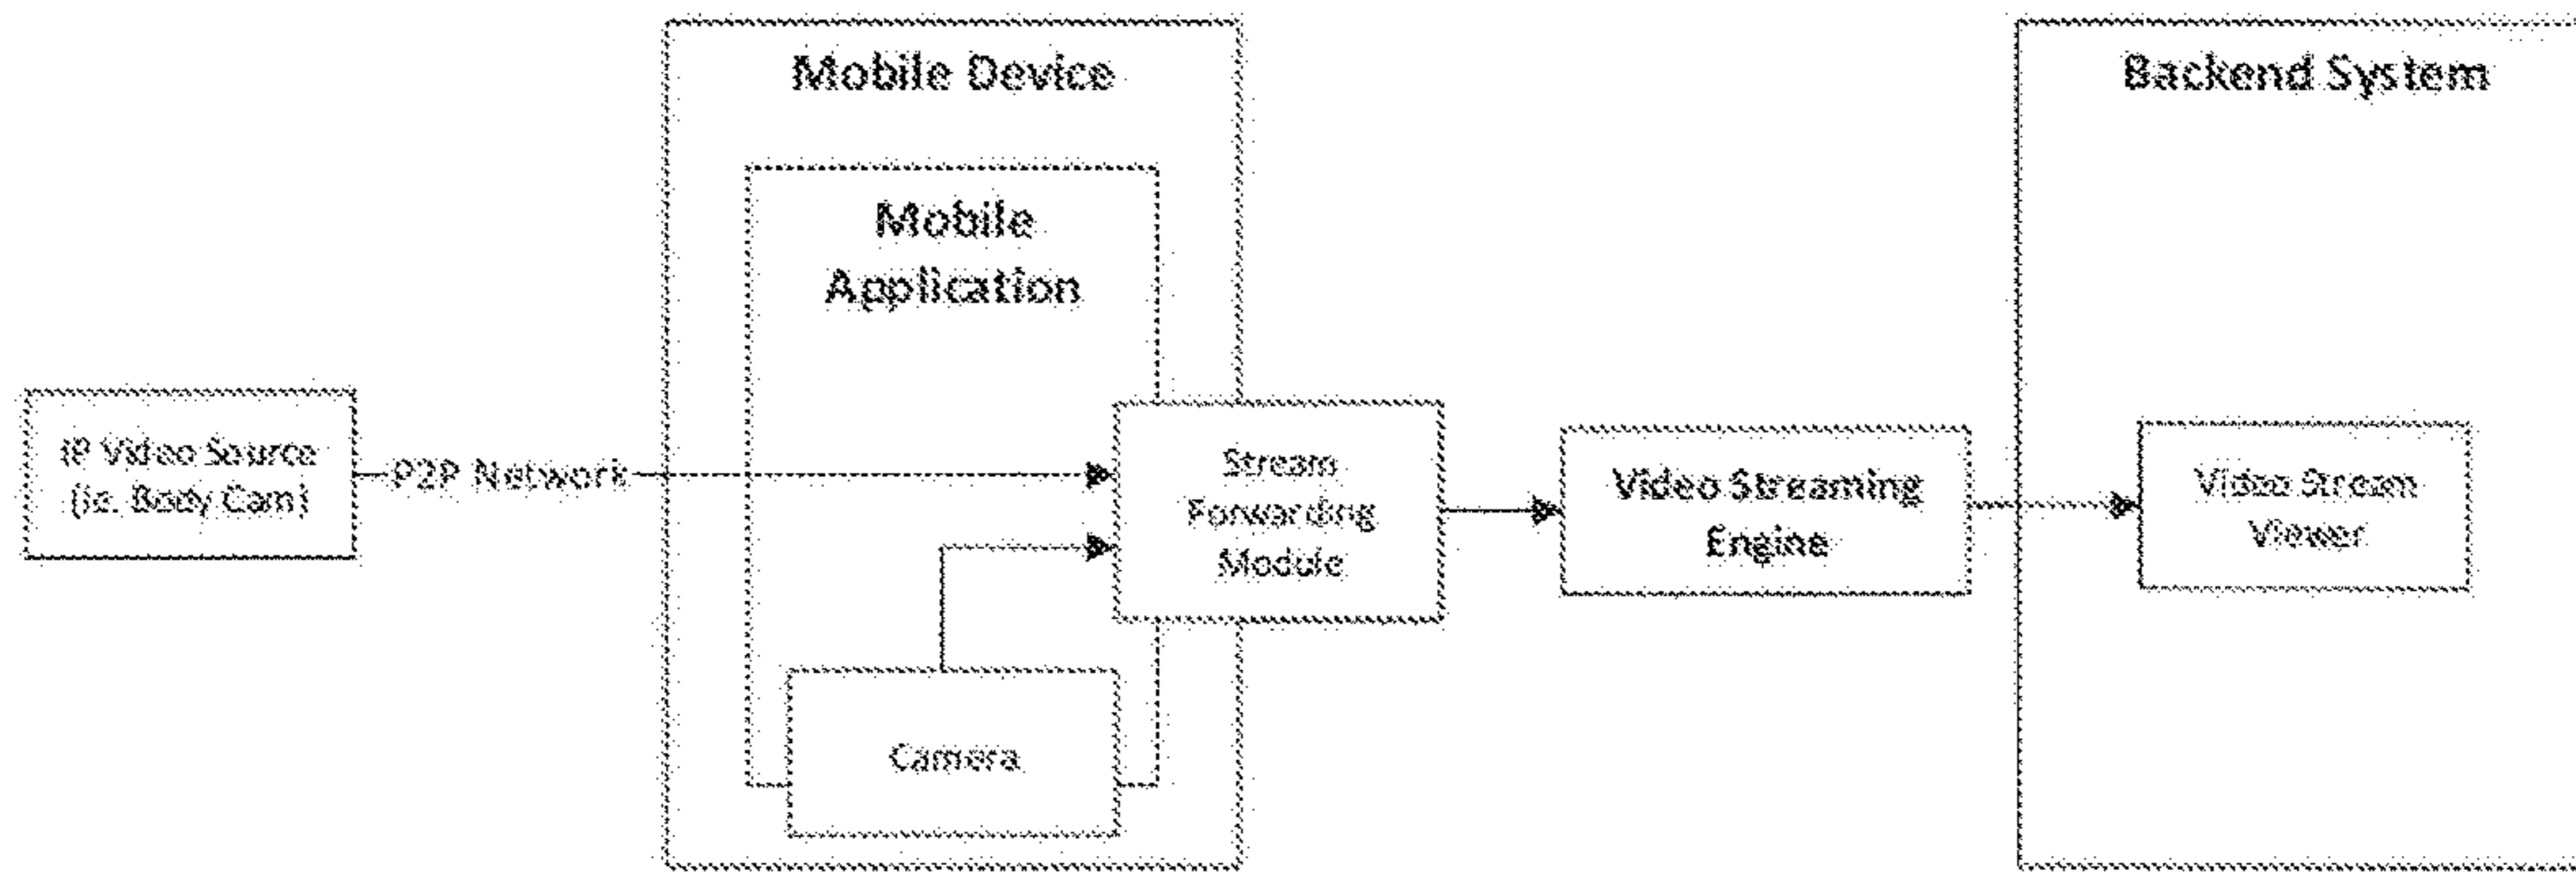 Mobile Device
Backend System
Mobile
Application
IP Video Source
(ie. Body Cam)
P2P Network
Stream
Forwarding
Module
Video Streaming
Engine
Video Stream
Viewer
Camera